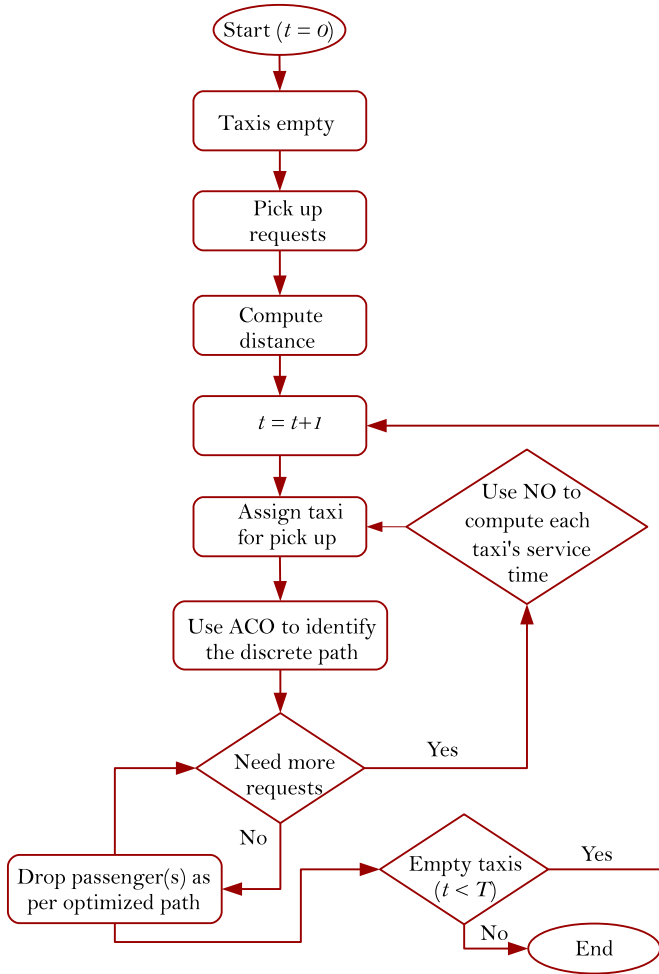 Start (t = 0)
Taxis empty
Pick up
requests
Compute
distance
t = t+1
Assign taxi
for pick up
Use NO to
compute each
taxi's service
time
Use ACO to identify
the discrete path
Need more
requests
Yes
No
Drop passenger(s) as
per optimized path
Empty taxis
(t < T)
Yes
No
End